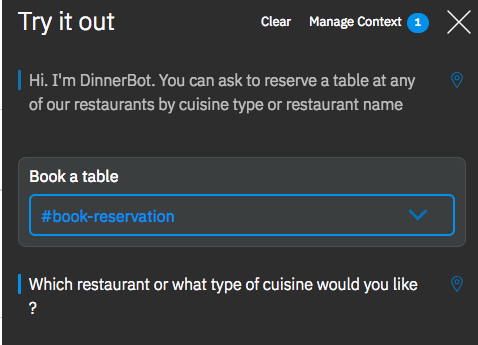 Try it out
Clear
Manage Context
1
Hi. I'm DinnerBot. You can ask to reserve a table at any
of our restaurants by cuisine type or restaurant name
Book a table
#book-reservation
Which restaurant or what type of cuisine would you like
?